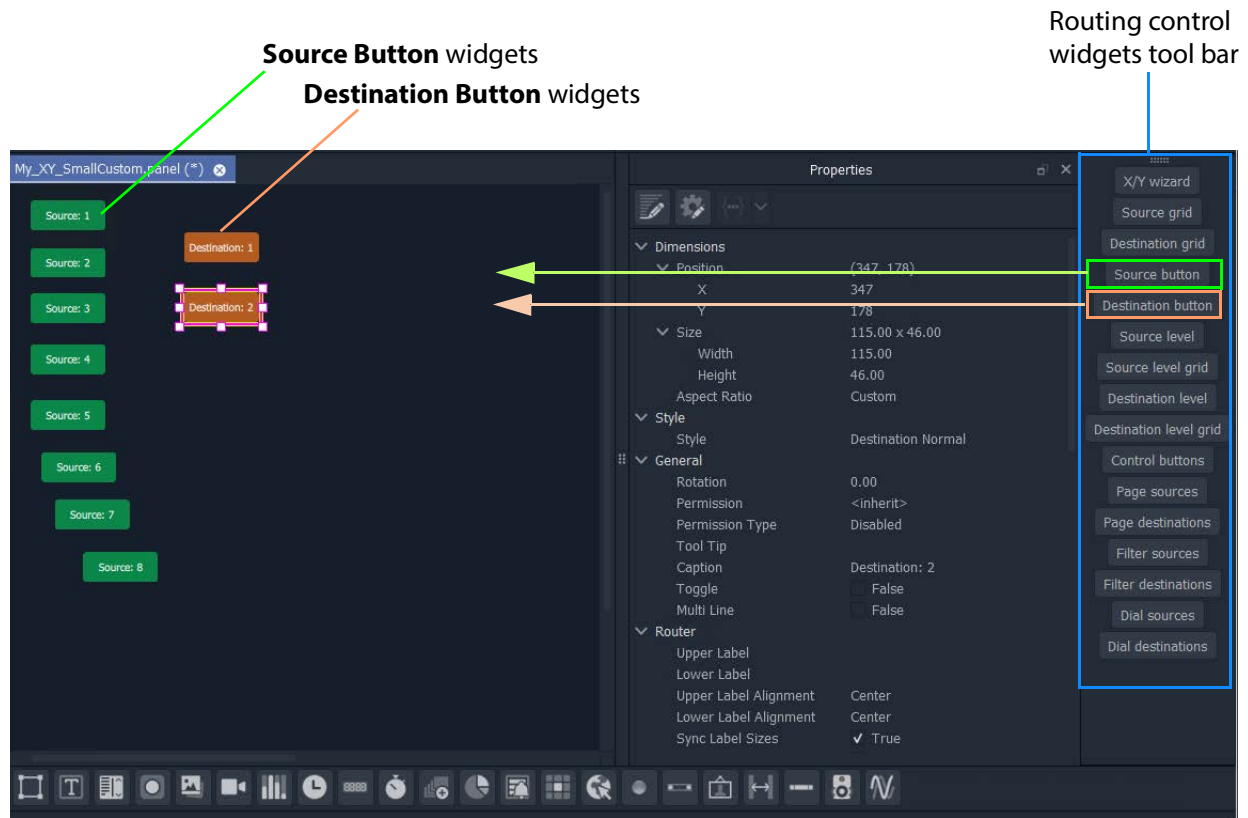 Routing control
widgets tool bar
Source Button widgets
Destination Button widgets
My_XY_SmallCustom.panel (*)
Source: 1
Source: 2
Source: 3
Source: 4
Source: 5
Source: 6
Source: 7
Source: 8
Destination: 1
Destination: 2
Properties
Dimensions
Position (347, 178)
X 347
Y 178
Size 115.00 x 46.00
Width 115.00
Height 46.00
Aspect Ratio Custom
Style
Style Destination Normal
General
Rotation 0.00
Permission <inherit>
Permission Type Disabled
Tool Tip
Caption Destination: 2
Toggle False
Multi Line False
Router
Upper Label
Lower Label
Upper Label Alignment Center
Lower Label Alignment Center
Sync Label Sizes True
X/Y wizard
Source grid
Destination grid
Source button
Destination button
Source level
Source level grid
Destination level
Destination level grid
Control buttons
Page sources
Page destinations
Filter sources
Filter destinations
Dial sources
Dial destinations
T
8888